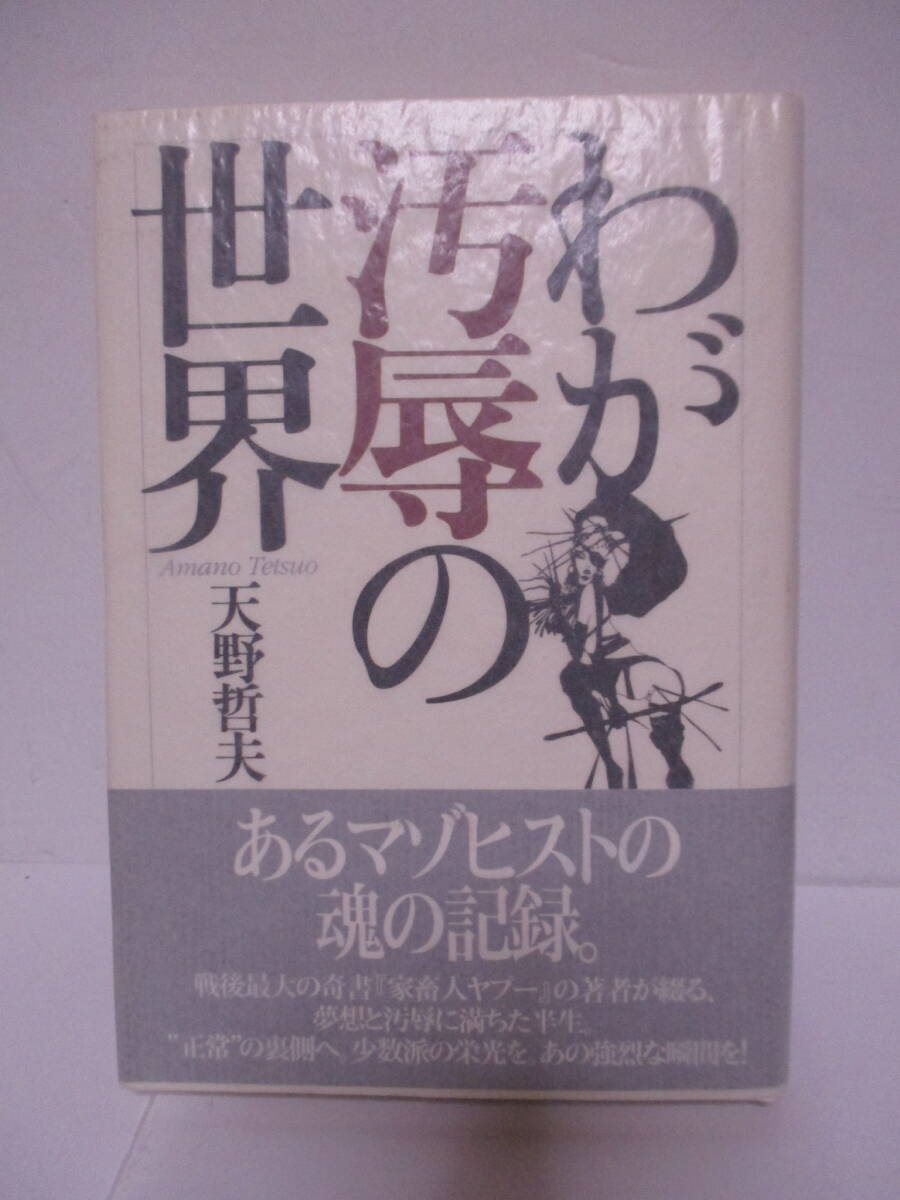 わが
汚辱の
世界
Amano Tetsuo
天野哲夫
あるマゾヒストの
魂の記録。
戦後最大の奇書『家畜人ヤプー』の著者が綴る、
夢想と汚辱に満ちた半生。
"正常"の裏側へ。少数派の栄光を。あの強烈な瞬間を!